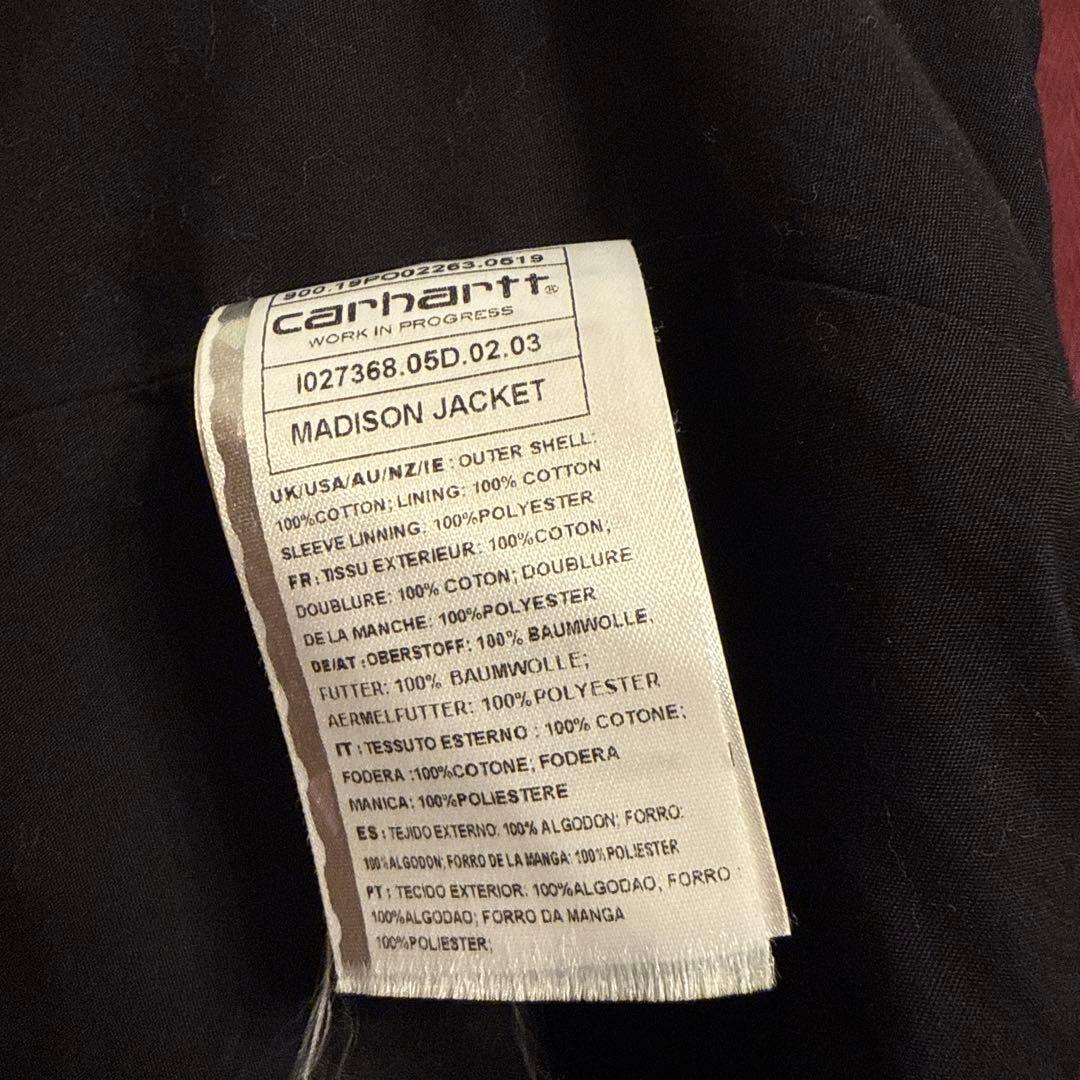 900.19PO02263.0619
carhartt®
WORK IN PROGRESS
I027368.05D.02.03
MADISON JACKET
UK/USA/AU/NZ/IE : OUTER SHELL:
100%COTTON; LINING: 100% COTTON
SLEEVE LINNING: 100%POLYESTER
FR : TISSU EXTERIEUR: 100%COTON,
DOUBLURE: 100% COTON; DOUBLURE
DE LA MANCHE: 100%POLYESTER
DE/AT :OBERSTOFF: 100% BAUMWOLLE,
FUTTER: 100% BAUMWOLLE;
AERMELFUTTER: 100%POLYESTER
IT : TESSUTO ESTERNO : 100% COTONE;
FODERA :100%COTONE; FODERA
MANICA: 100%POLIESTERE
ES : TEJIDO EXTERNO: 100% ALGODON; FORRO:
100%ALGODON; FORRO DE LA MANGA: 100%POLIESTER
PT : TECIDO EXTERIOR: 100%ALGODAO, FORRO :
100%ALGODAO; FORRO DA MANGA
100%POLIESTER;